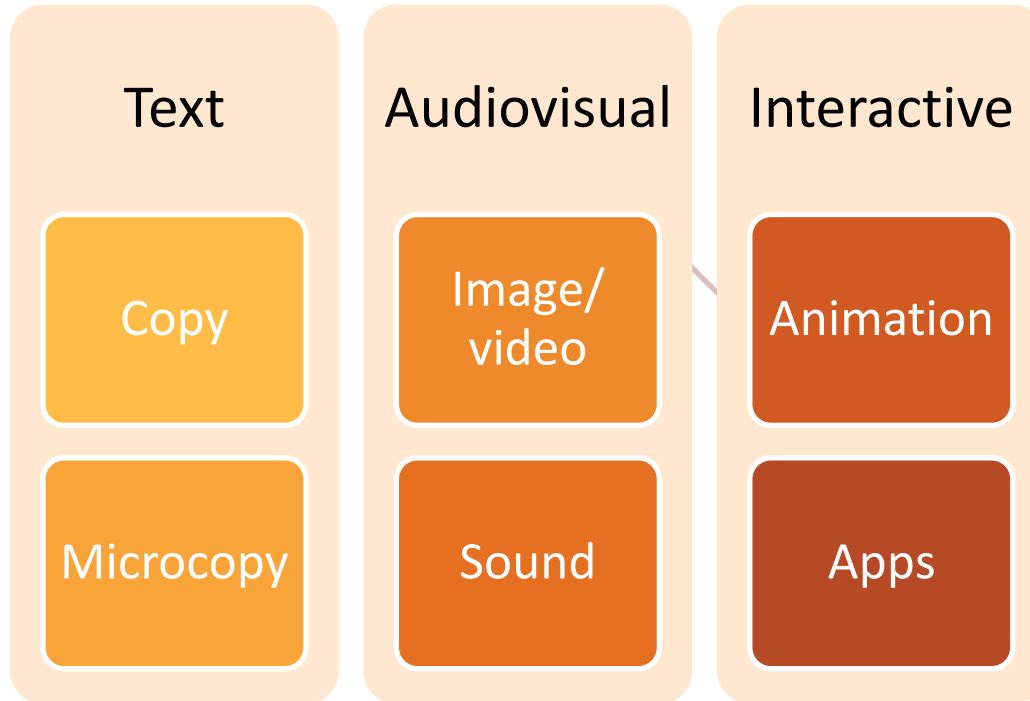 Text
Copy
Microcopy
Audiovisual
Image/
video
Sound
Interactive
Animation
Apps